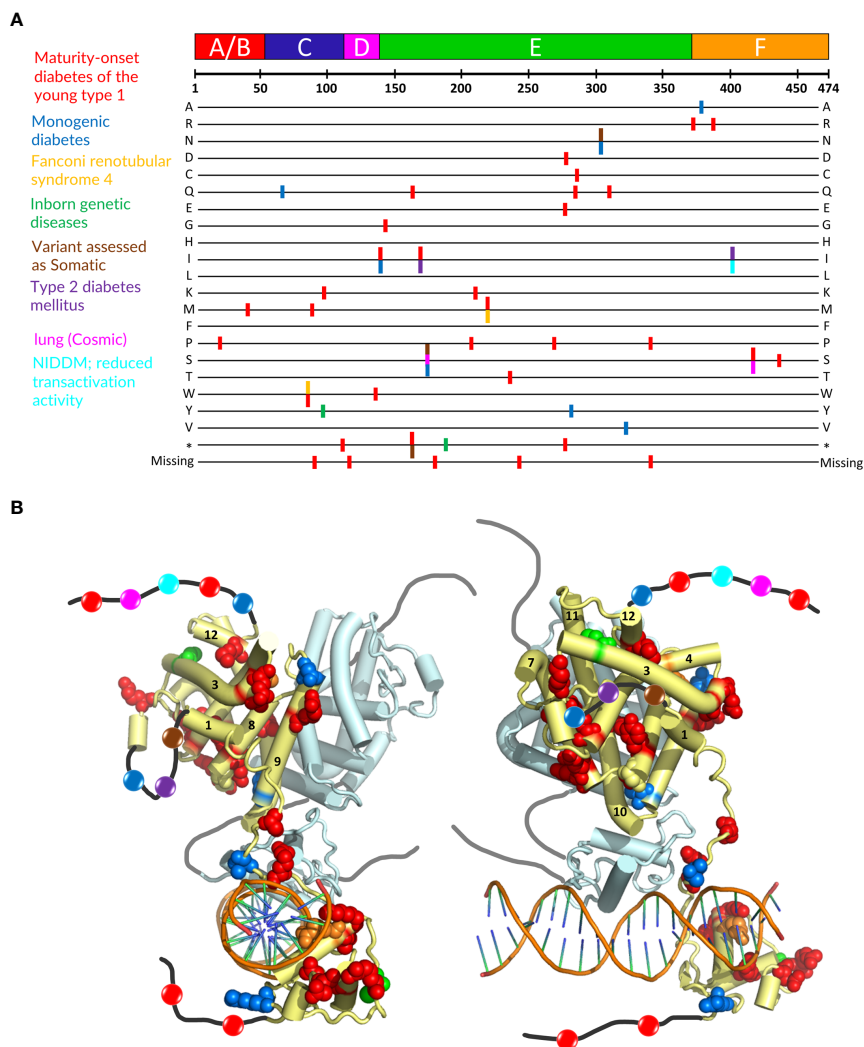 A
A/B C D E F
1 50 100 150 200 250 300 350 400 450 474
Maturity-onset
diabetes of the
young type 1
Monogenic
diabetes
Fanconi renotubular
syndrome 4
Inborn genetic
diseases
Variant assessed
as Somatic
Type 2 diabetes
mellitus
lung (Cosmic)
NIDDM; reduced
transactivation
activity
A A
R R
N N
D D
C C
Q Q
E E
G G
H H
I I
L L
K K
M M
F F
P P
S S
T T
W W
Y Y
V V
* *
Missing Missing
B
12
3
1 8
9
11 12
7 3 4
1
10